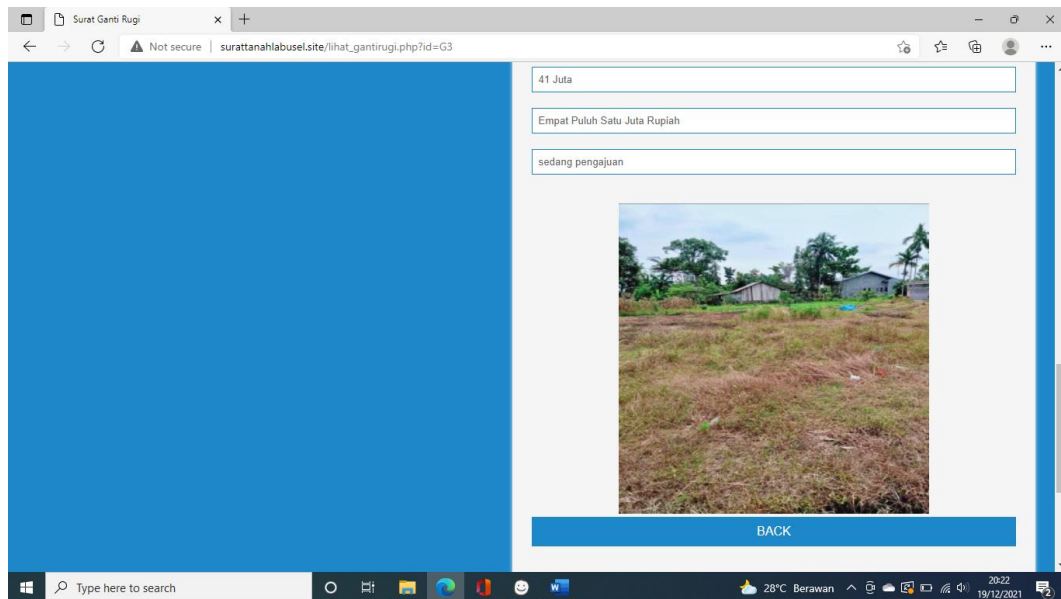 Surat Ganti Rugi
Not secure | surattanahlabusel.site/lihat_gantirugi.php?id=G3
41 Juta
Empat Puluh Satu Juta Rupiah
sedang pengajuan
BACK
Type here to search
28°C Berawan
20:22
19/12/2021
2